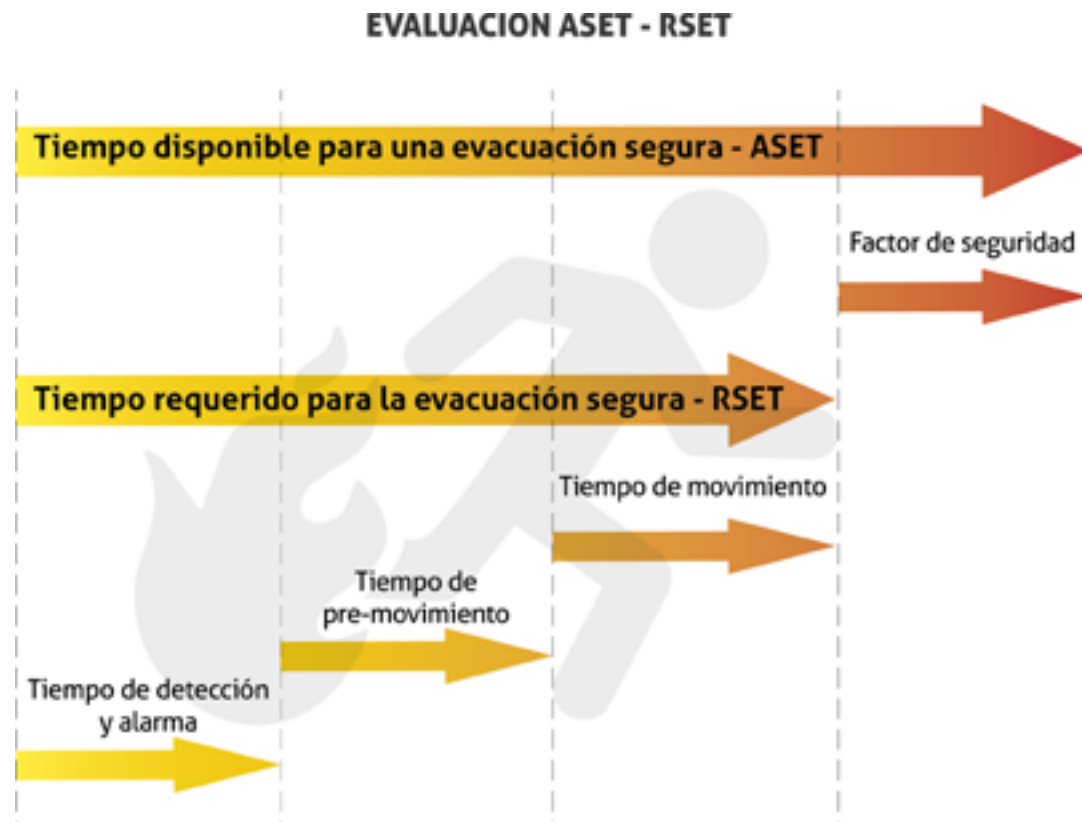 EVALUACION ASET - RSET
Tiempo disponible para una evacuación segura - ASET
Factor de seguridad
Tiempo requerido para la evacuación segura - RSET
Tiempo de movimiento
Tiempo de
pre-movimiento
Tiempo de detección
y alarma